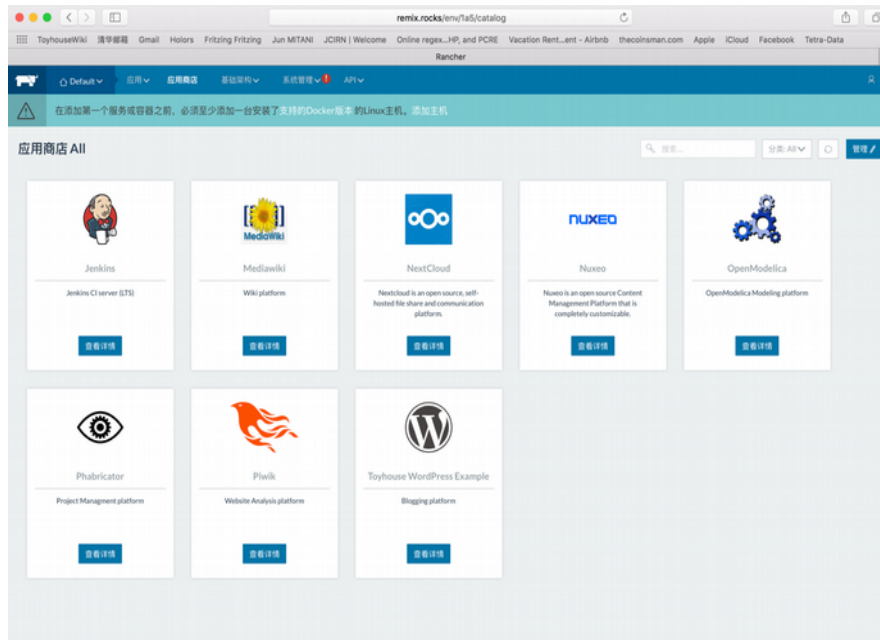 remix.rocks/env/1a5/catalog
ToyhouseWiki 清华邮箱 Gmail Holors Fritzing Fritzing Jun MITANI JCIRN | Welcome Online regex...HP, and PCRE Vacation Rent...ent - Airbnb thecoinsman.com Apple iCloud Facebook Tetra-Data
Rancher
Default 应用 应用商店 基础架构 系统管理 API
在添加第一个服务或容器之前，必须至少添加一台安装了支持的Docker版本的Linux主机。添加主机
应用商店 All 搜索... 分类: All 管理
MediaWiki
nuxeo
Jenkins Mediawiki NextCloud Nuxeo OpenModelica
Jenkins CI server (LTS) Wiki platform Nextcloud is an open source, self- Nuxeo is an open source Content OpenModelica Modeling platform
hosted file share and communication Management Platform that is
platform. completely customizable.
查看详情 查看详情 查看详情 查看详情 查看详情
Phabricator Piwik Toyhouse WordPress Example
Project Managment platform Website Analysis platform Blogging platform
查看详情 查看详情 查看详情